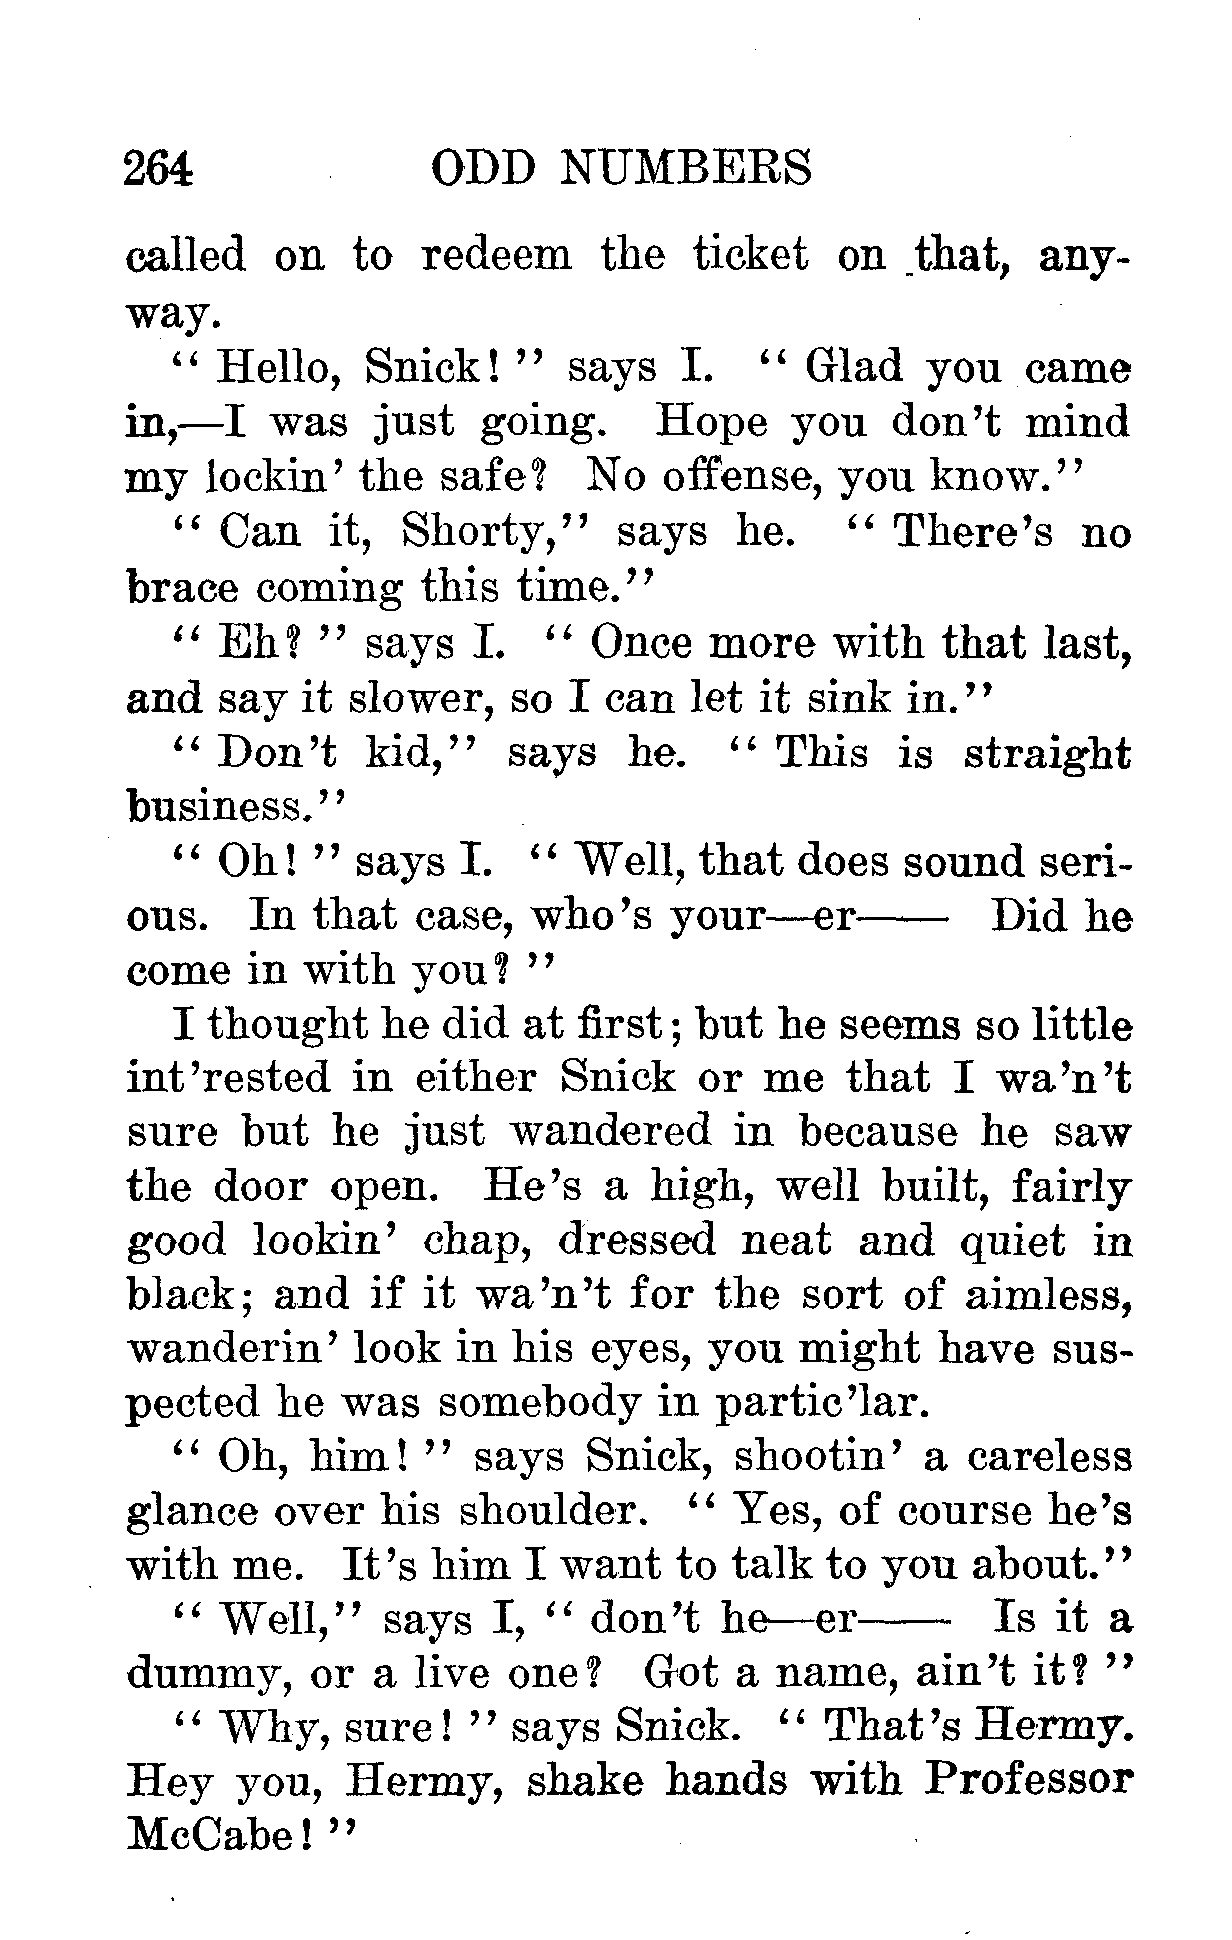 264 ODD NUMBERS
called on to redeem the ticket on that, any-
way.
" Hello, Snick! " says I. " Glad you came
in,—I was just going. Hope you don't mind
my lockin' the safe? No offense, you know."
" Can it, Shorty," says he. " There's no
brace coming this time."
" Eh? " says I. " Once more with that last,
and say it slower, so I can let it sink in."
" Don't kid," says he. " This is straight
business."
" Oh! " says I. " Well, that does sound seri-
ous. In that case, who's your—er—— Did he
come in with you? "
I thought he did at first; but he seems so little
int'rested in either Snick or me that I wa'n't
sure but he just wandered in because he saw
the door open. He's a high, well built, fairly
good lookin' chap, dressed neat and quiet in
black; and if it wa'n't for the sort of aimless,
wanderin' look in his eyes, you might have sus-
pected he was somebody in partic'lar.
" Oh, him! " says Snick, shootin' a careless
glance over his shoulder. " Yes, of course he's
with me. It's him I want to talk to you about."
" Well," says I, " don't he—er—— Is it a
dummy, or a live one? Got a name, ain't it? "
" Why, sure! " says Snick. " That's Hermy.
Hey you, Hermy, shake hands with Professor
McCabe! "